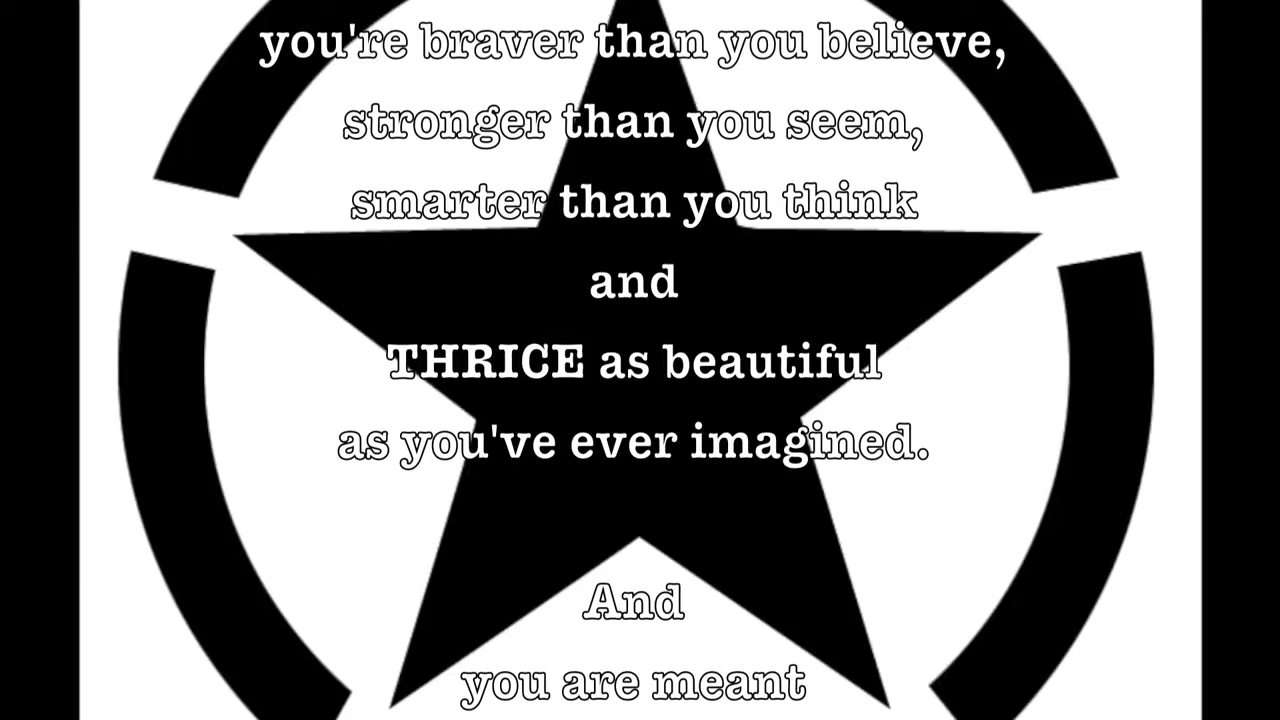 you're braver than you believe,
stronger than you seem,
smarter than you think
and
THRICE as beautiful
as you've ever imagined.
And
you are meant